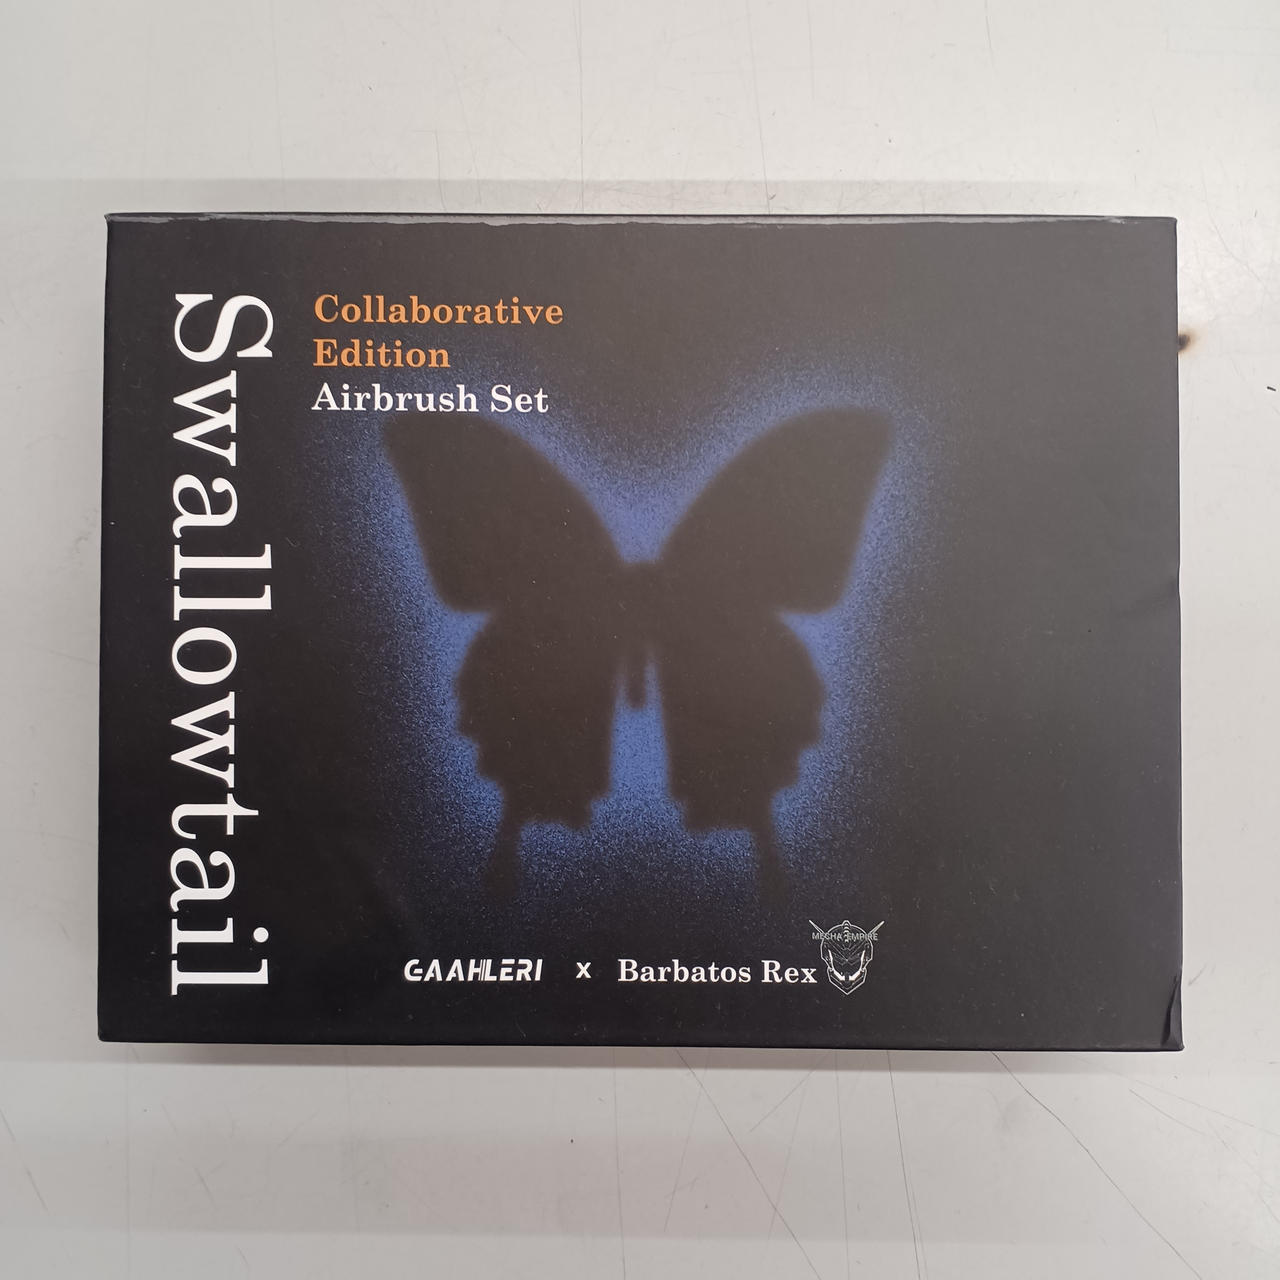 Swallowtail
Collaborative
Edition
Airbrush Set
GAAHLERI x Barbatos Rex
MECHA EMPIRE